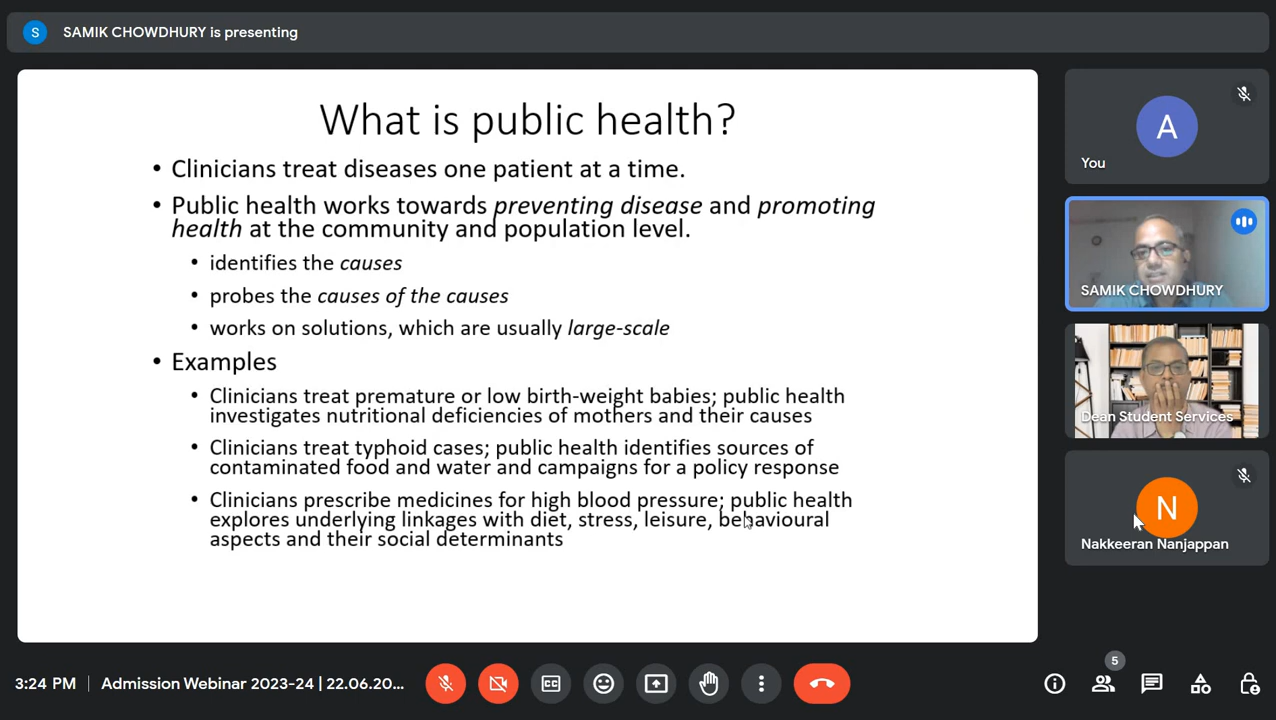 S SAMIK CHOWDHURY is presenting
What is public health?
• Clinicians treat diseases one patient at a time.
• Public health works towards preventing disease and promoting
health at the community and population level.
• identifies the causes
• probes the causes of the causes
• works on solutions, which are usually large-scale
• Examples
• Clinicians treat premature or low birth-weight babies; public health
investigates nutritional deficiencies of mothers and their causes
• Clinicians treat typhoid cases; public health identifies sources of
contaminated food and water and campaigns for a policy response
• Clinicians prescribe medicines for high blood pressure; public health
explores underlying linkages with diet, stress, leisure, behavioural
aspects and their social determinants
A
You
SAMIK CHOWDHURY
Dean Student Services
N
Nakkeeran Nanjappan
3:24 PM | Admission Webinar 2023-24 | 22.06.20...
CC
5